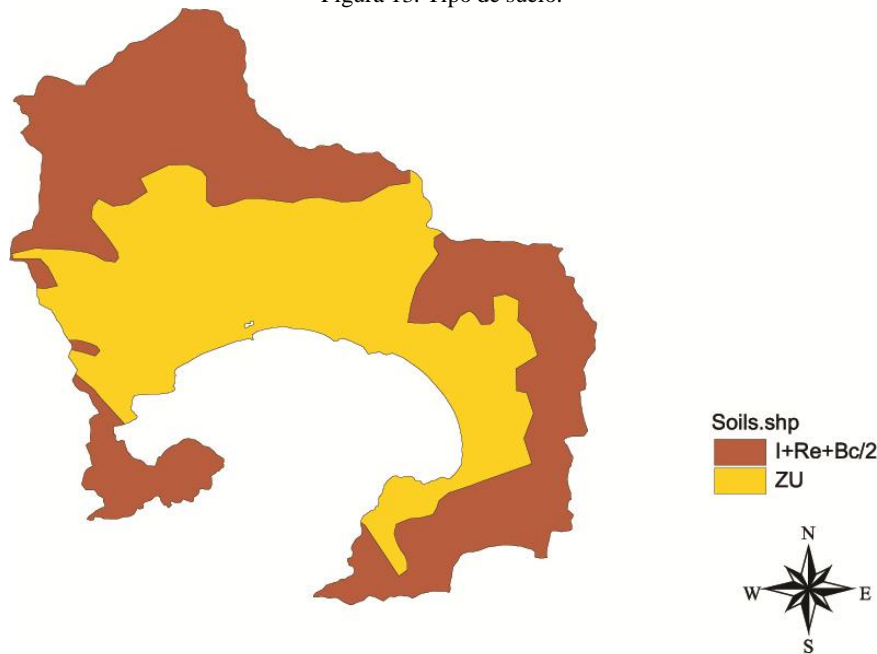 Figura 13. Tipo de suelo.
Soils.shp
I+Re+Bc/2
ZU
N
W E
S